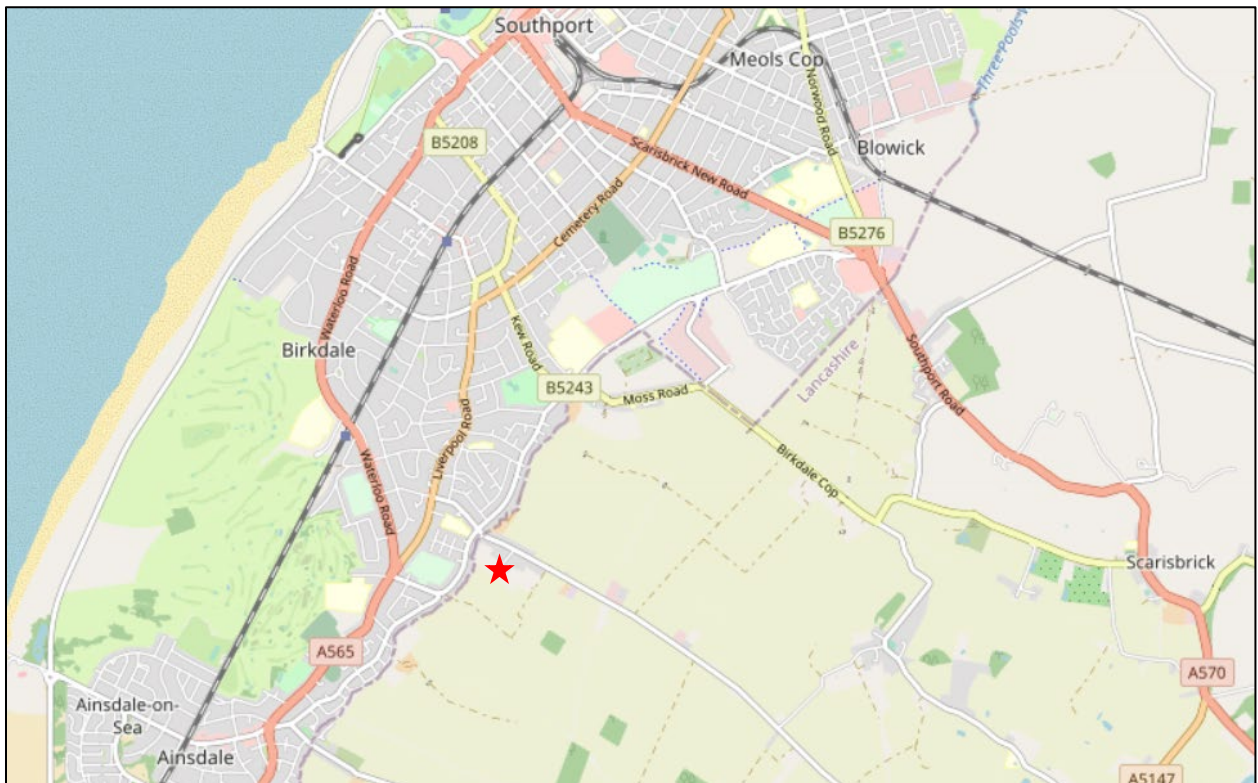 Southport
Meols Cop
Three Pools
Norwood Road
B5208
Scarisbrick New Road
Blowick
Cemetery Road
B5276
Waterloo Road
Birkdale
Kew Road
Lancashire
Southport Road
B5243
Moss Road
Liverpool Road
Birkdale Cop
Waterloo Road
Scarisbrick
A565
A570
Ainsdale-on-
Sea
Ainsdale
A5147